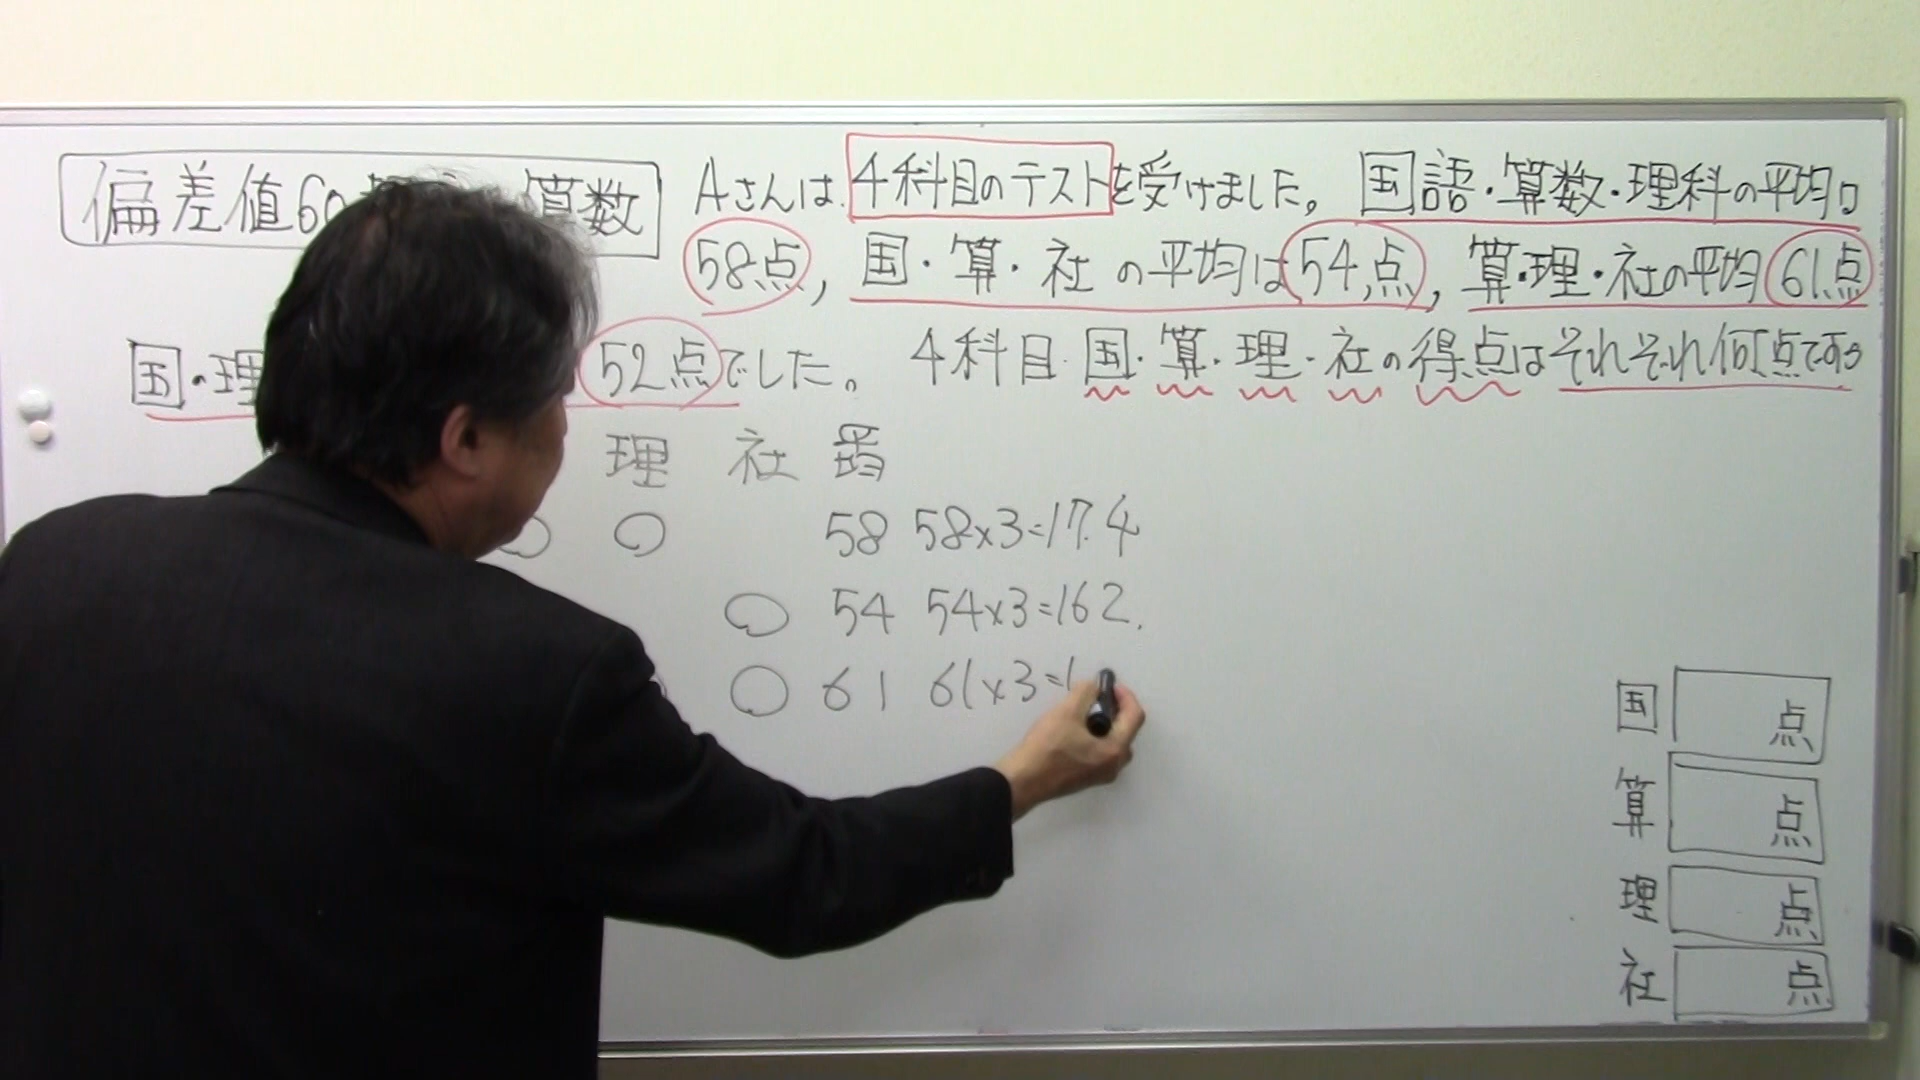 偏差値60 算数
Aさんは 4科目のテストを受けました。国語・算数・理科の平均は
58点, 国・算・社 の平均は54点, 算・理・社の平均61点
国・理 52点でした。 4科目 国・算・理・社の得点はそれぞれ何点ですか
理 社 平均
58 58×3=174
54 54×3=162.
61 61×3=1
国 点
算 点
理 点
社 点